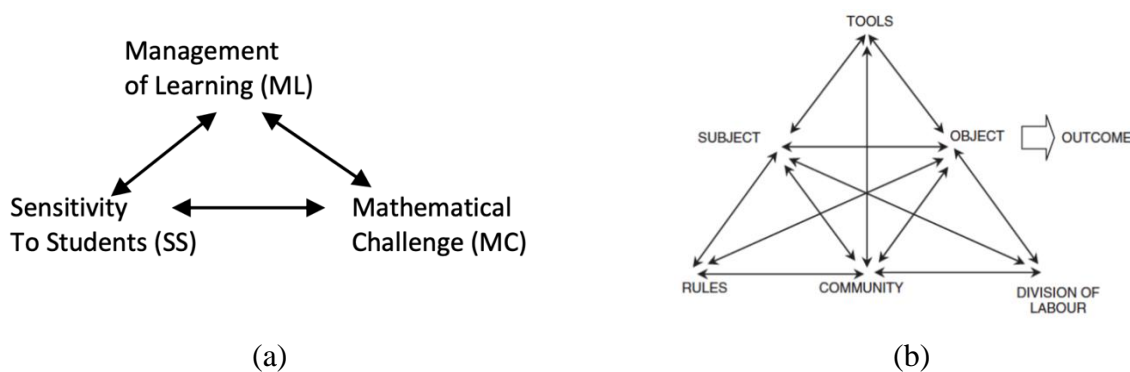 Management
of Learning (ML)
Sensitivity
To Students (SS)
Mathematical
Challenge (MC)
(a)
TOOLS
SUBJECT
OBJECT
OUTCOME
RULES
COMMUNITY
DIVISION OF
LABOUR
(b)